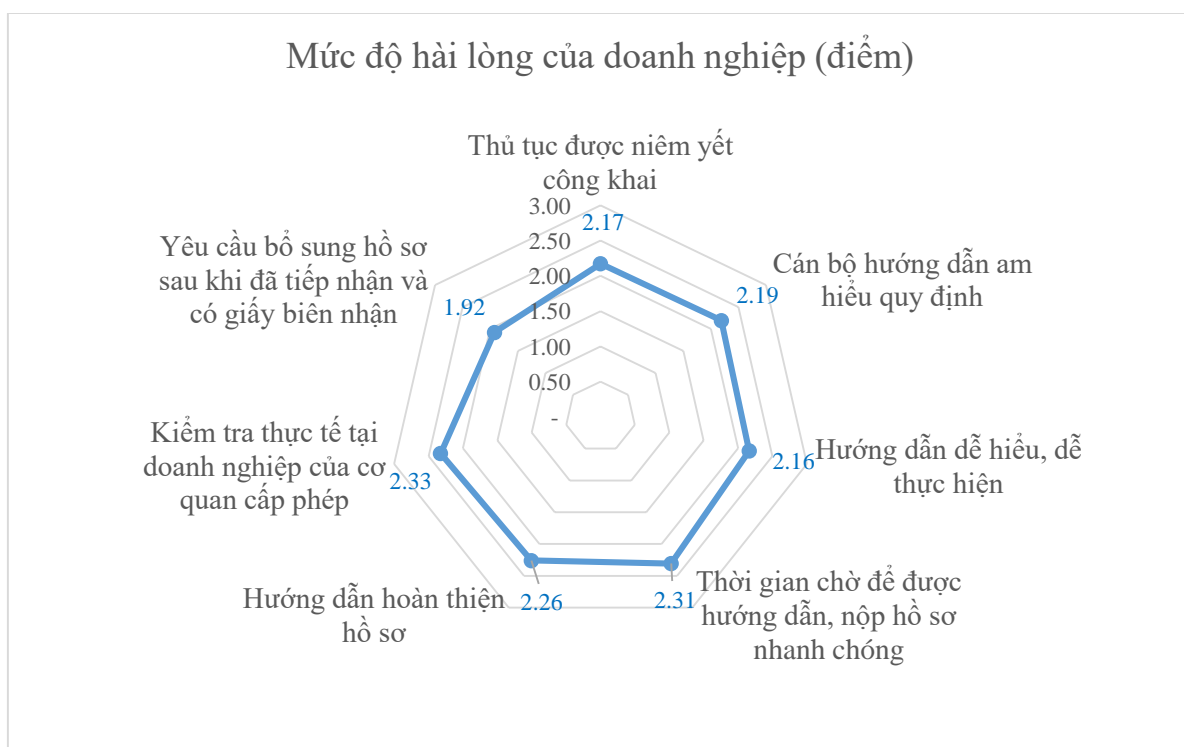 Mức độ hài lòng của doanh nghiệp (điểm)
Thủ tục được niêm yết
công khai
3.00
2.50
2.00
1.50
1.00
0.50
-
2.17
Cán bộ hướng dẫn am
hiểu quy định
2.19
Hướng dẫn dễ hiểu, dễ
thực hiện
2.16
Thời gian chờ để được
hướng dẫn, nộp hồ sơ
nhanh chóng
2.31
Hướng dẫn hoàn thiện
hồ sơ
2.26
Kiểm tra thực tế tại
doanh nghiệp của cơ
quan cấp phép
2.33
Yêu cầu bổ sung hồ sơ
sau khi đã tiếp nhận và
có giấy biên nhận
1.92